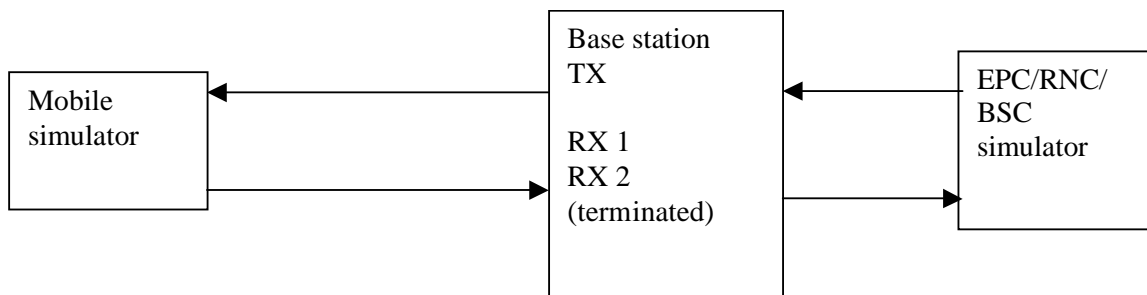 Mobile
simulator
Base station
TX
RX 1
RX 2
(terminated)
EPC/RNC/
BSC
simulator